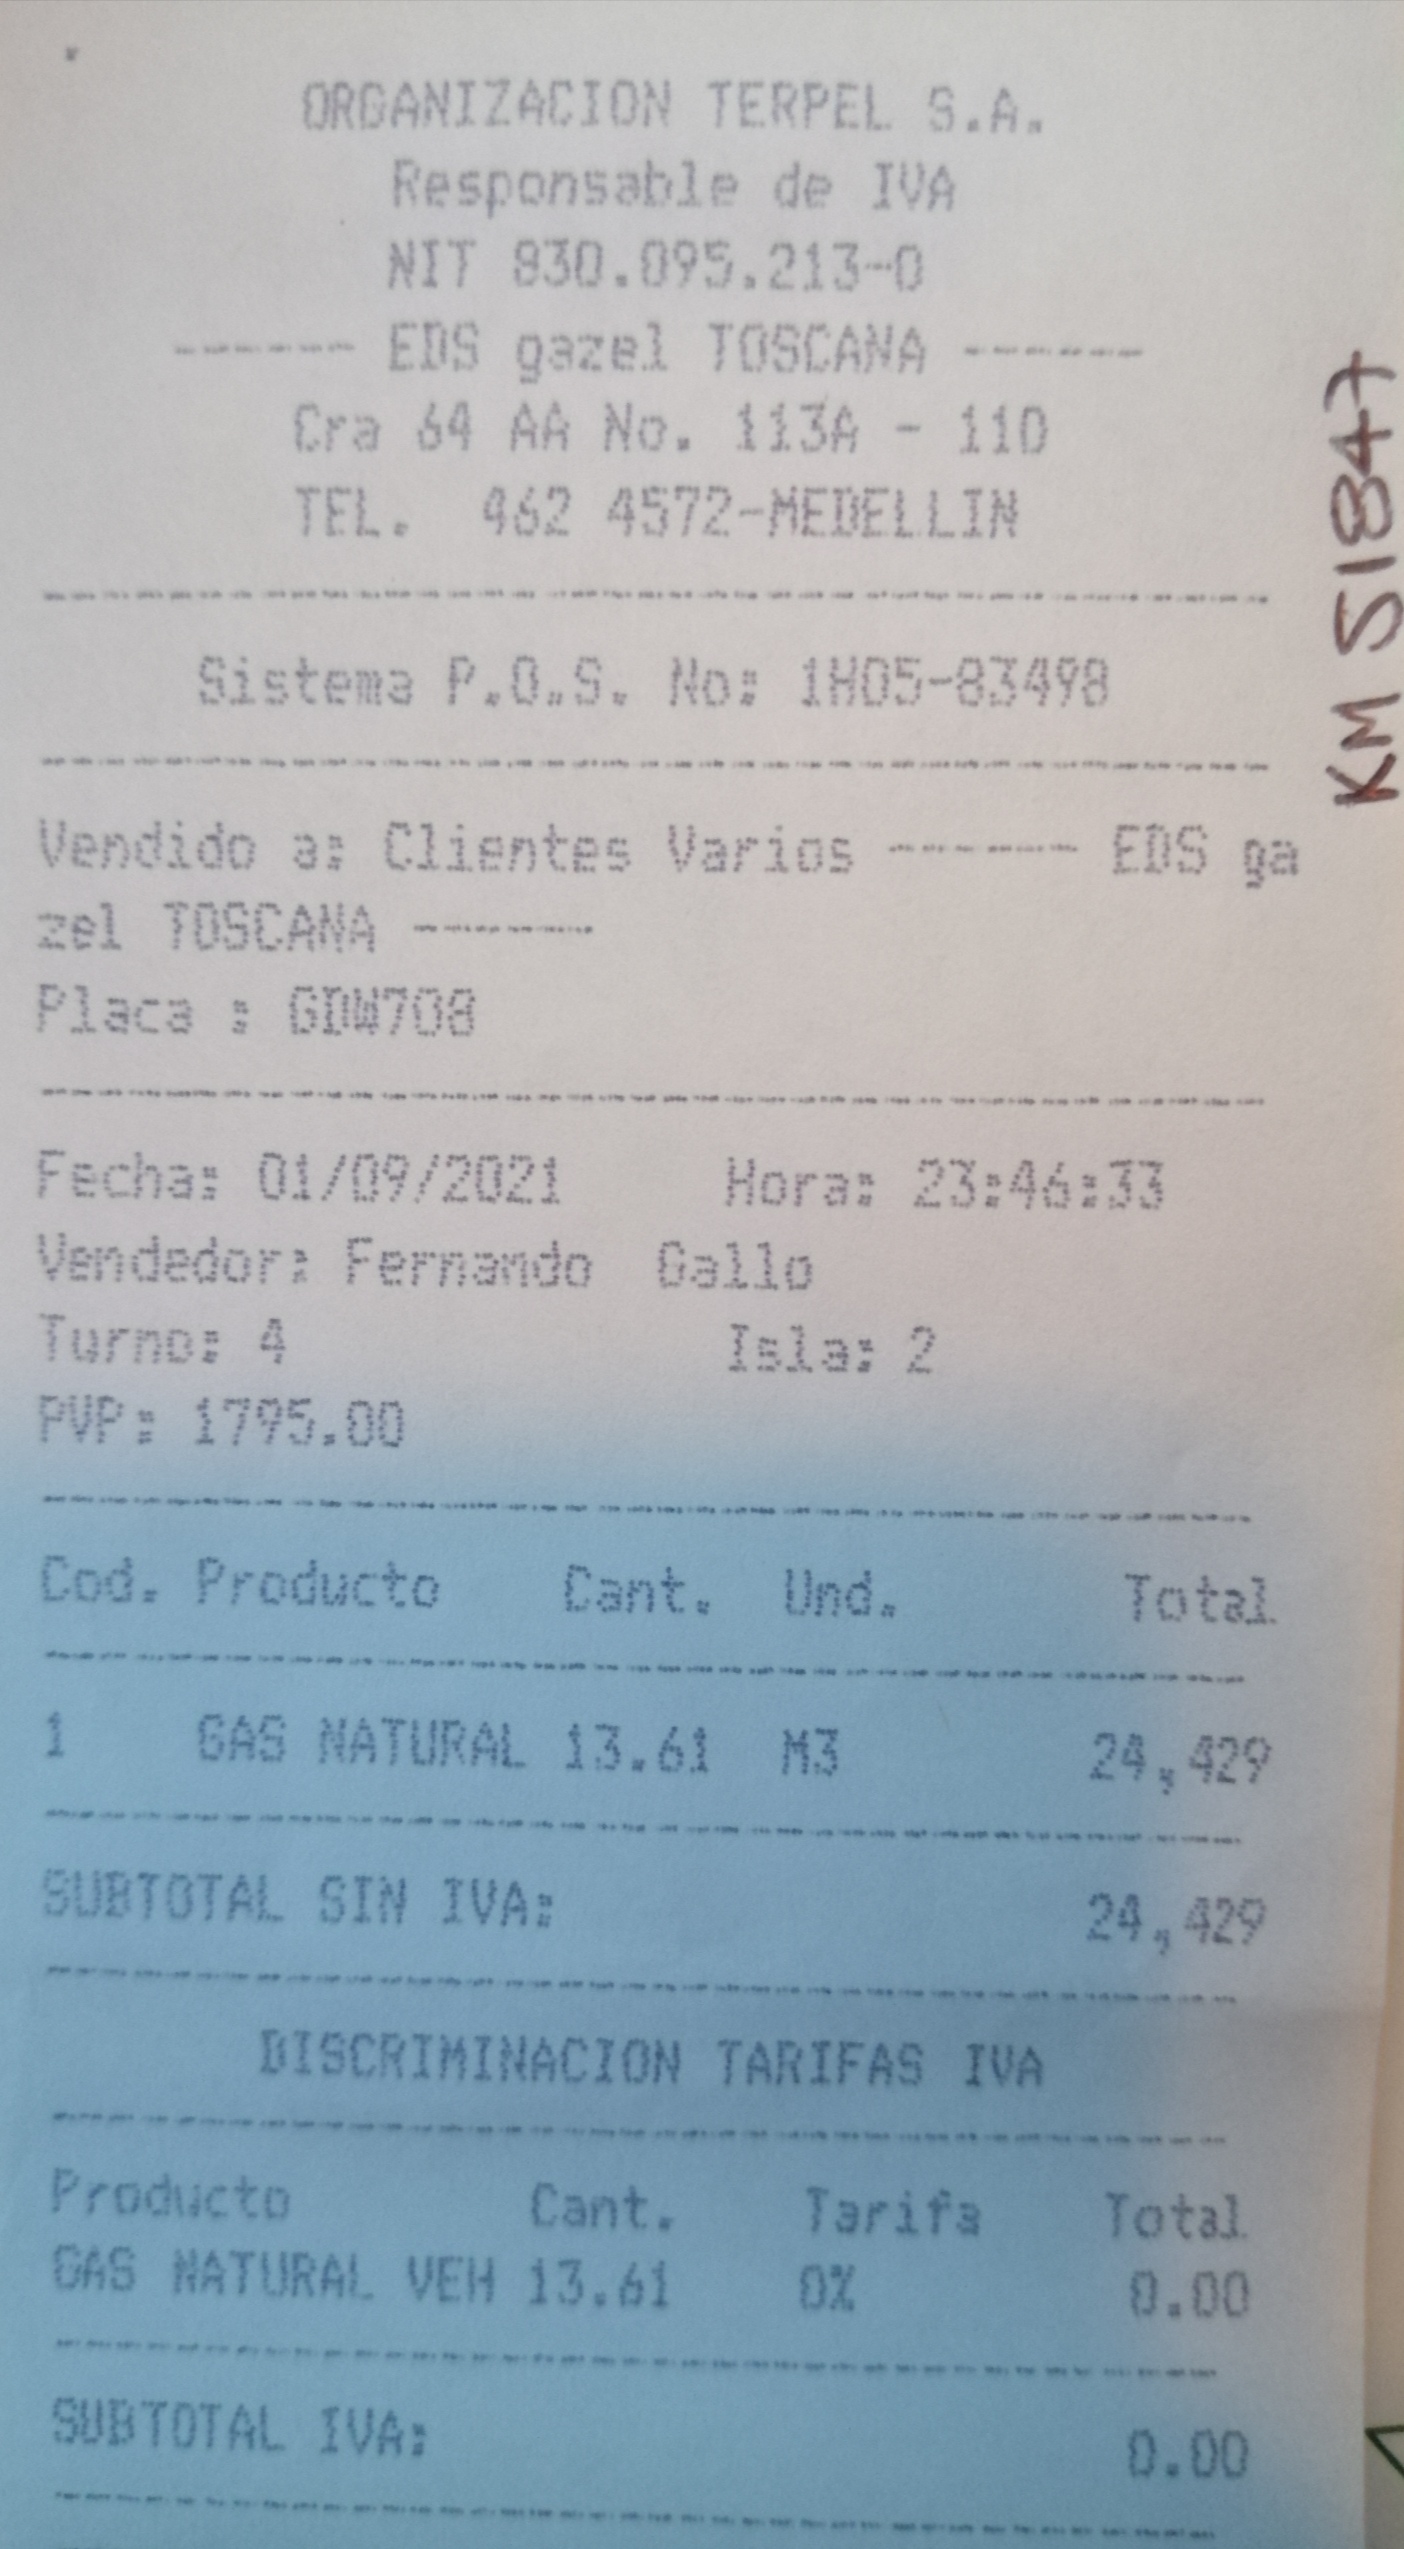 ORGANIZACION TERPEL S.A.
Responsable de IVA
NIT 830.095.213-0
-------- EDS gazel TOSCANA --------
Cra 64 AA No. 113A - 110
TEL.  462 4572-MEDELLIN
Sistema P.O.S. No: 1H05-83498
Vendido a: Clientes Varios -------- EDS ga
zel TOSCANA --------
Placa : GDW708
Fecha: 01/09/2021 Hora: 23:46:33
Vendedor: Fernando  Gallo
Turno: 4 Isla: 2
PVP: 1795.00
Cod. Producto Cant. Und. Total
1 GAS NATURAL 13.61 M3 24,429
SUBTOTAL SIN IVA: 24,429
DISCRIMINACION TARIFAS IVA
Producto Cant. Tarifa Total
GAS NATURAL VEH 13.61 0% 0.00
SUBTOTAL IVA: 0.00
KM 51847